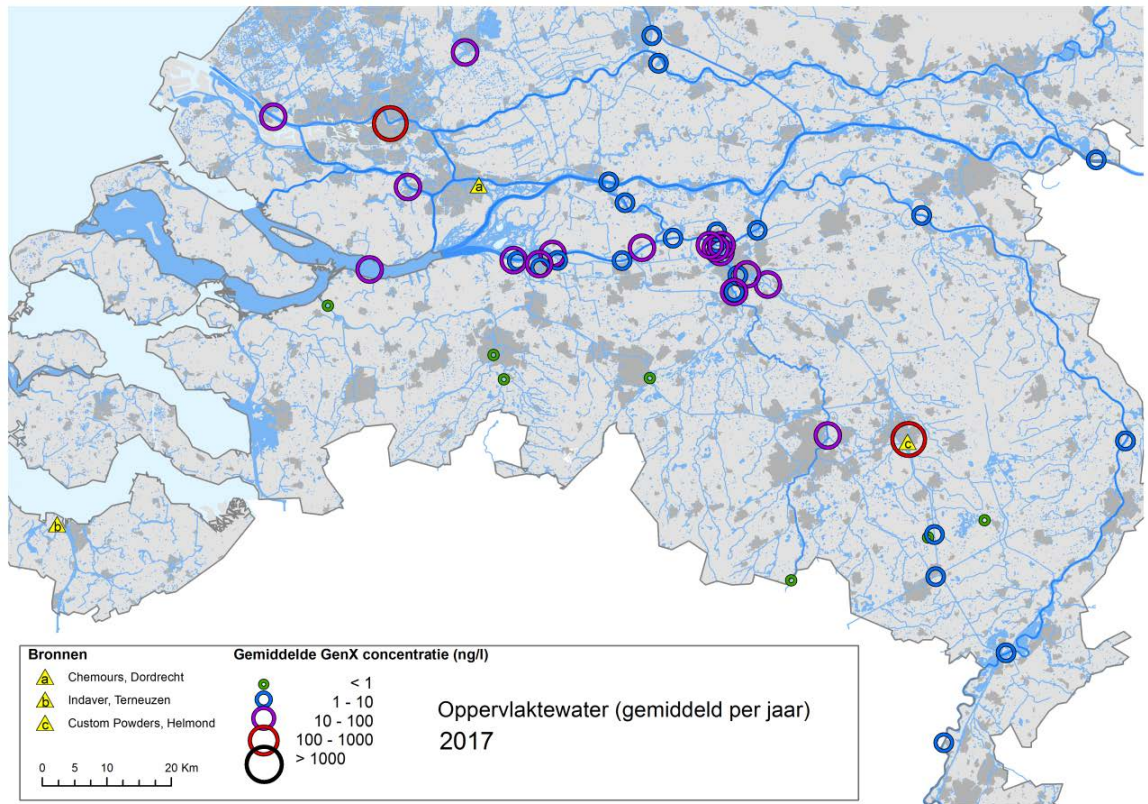 a
c
b
Bronnen
a Chemours, Dordrecht
b Indaver, Terneuzen
c Custom Powders, Helmond
0 5 10 20 Km
Gemiddelde GenX concentratie (ng/l)
< 1
1 - 10
10 - 100
100 - 1000
> 1000
Oppervlaktewater (gemiddeld per jaar)
2017